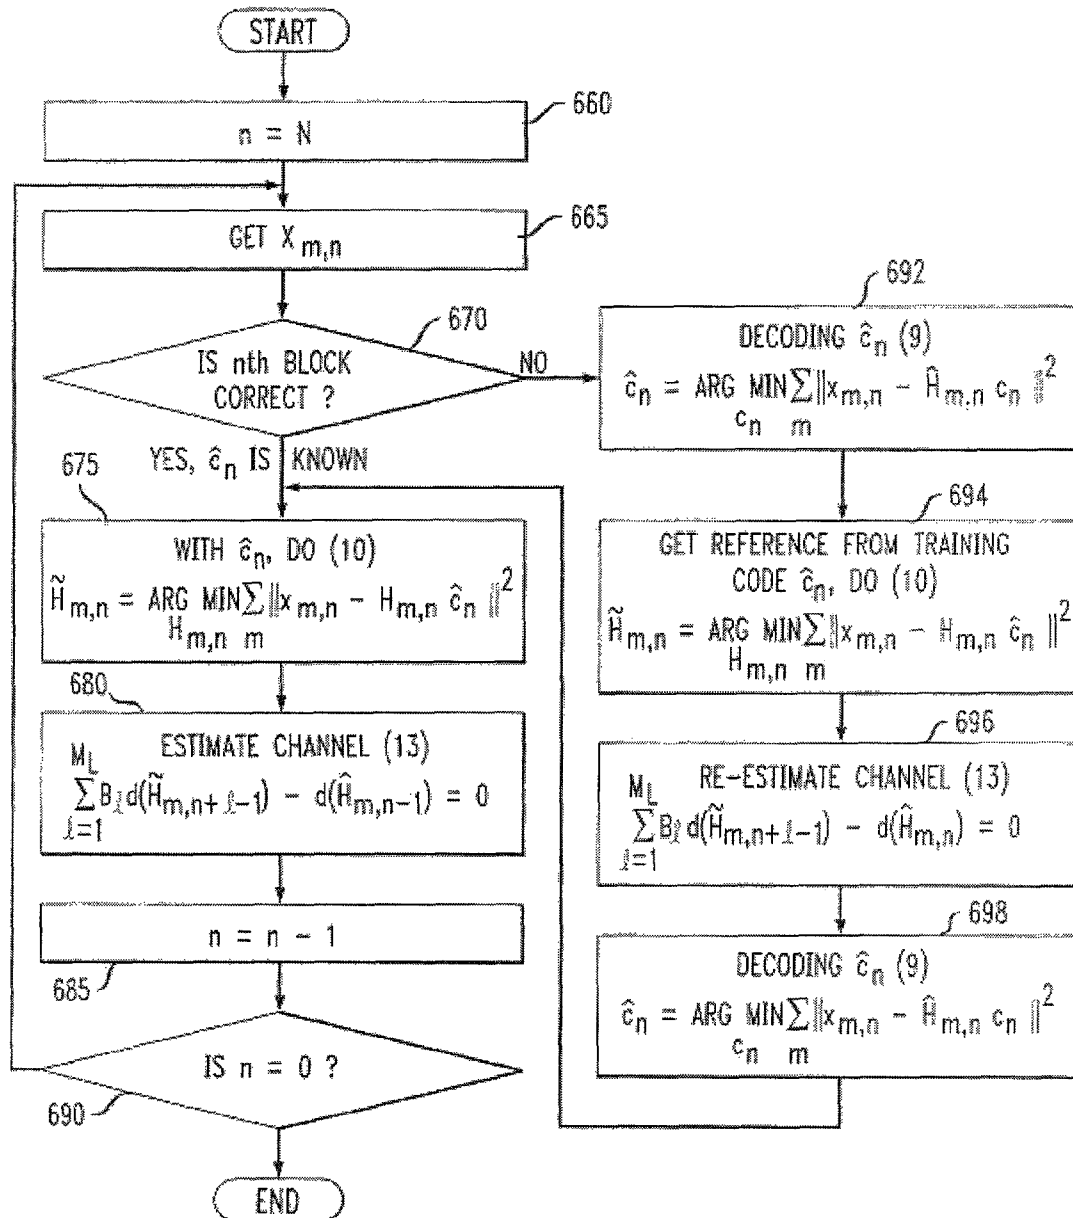 START
660
n = N
665
GET X m,n
670
IS nth BLOCK
CORRECT ?
NO
YES, ĉn IS KNOWN
675
WITH ĉn, DO (10)
H̃m,n = ARG MIN ∑ ||xm,n − Hm,n ĉn ||²
Hm,n m
680
ESTIMATE CHANNEL (13)
ML
∑ Bℓ d(H̃m,n+ℓ−1) − d(Ĥm,n−1) = 0
ℓ=1
n = n − 1
685
IS n = 0 ?
690
END
692
DECODING ĉn (9)
ĉn = ARG MIN ∑ ||xm,n − Ĥm,n cn ||²
cn m
694
GET REFERENCE FROM TRAINING
CODE ĉn, DO (10)
H̃m,n = ARG MIN ∑ ||xm,n − Hm,n ĉn ||²
Hm,n m
696
RE-ESTIMATE CHANNEL (13)
ML
∑ Bℓ d(H̃m,n+ℓ−1) − d(Ĥm,n) = 0
ℓ=1
698
DECODING ĉn (9)
ĉn = ARG MIN ∑ ||xm,n − Ĥm,n cn ||²
cn m